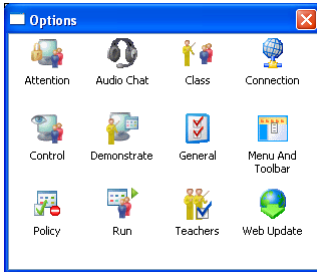 Options
Attention Audio Chat Class Connection
Control Demonstrate General Menu And
Toolbar
Policy Run Teachers Web Update